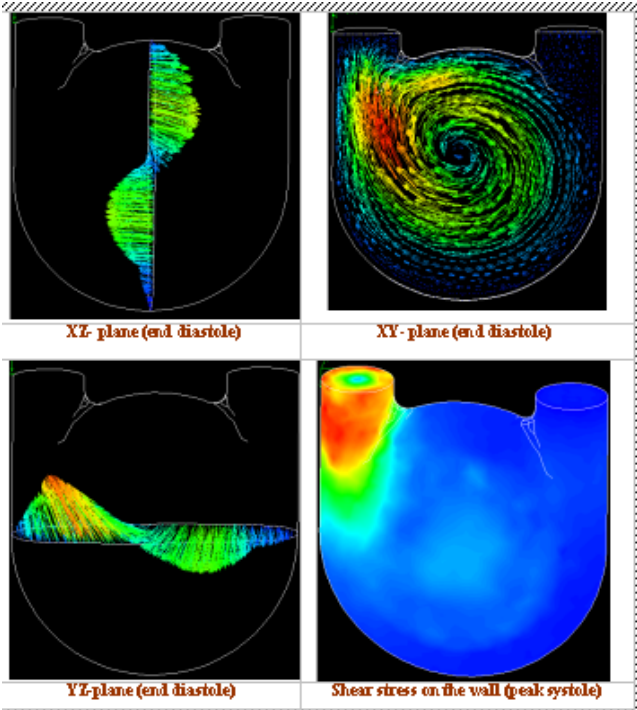 XZ- plane (end diastole)
XY- plane (end diastole)
YZ-plane (end diastole)
Shear stress on the wall (peak systole)